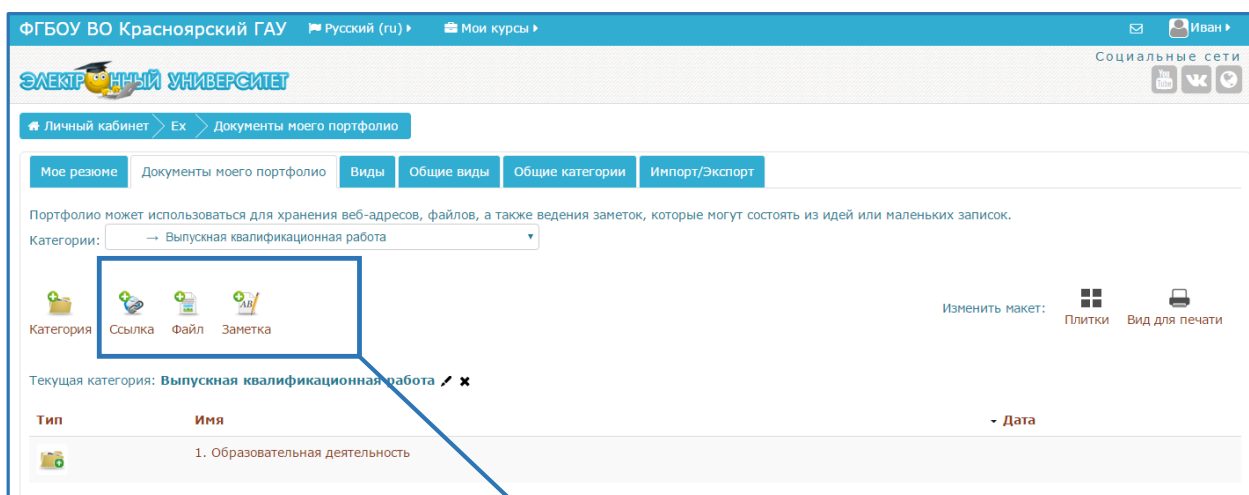 ФГБОУ ВО Красноярский ГАУ Русский (ru) Мои курсы Иван
Социальные сети
ЭЛЕКТРОННЫЙ УНИВЕРСИТЕТ
You Tube
Личный кабинет Ex Документы моего портфолио
Мое резюме Документы моего портфолио Виды Общие виды Общие категории Импорт/Экспорт
Портфолио может использоваться для хранения веб-адресов, файлов, а также ведения заметок, которые могут состоять из идей или маленьких записок.
Категории: → Выпускная квалификационная работа
AB
Изменить макет:
Категория Ссылка Файл Заметка Плитки Вид для печати
Текущая категория: Выпускная квалификационная работа
Тип Имя Дата
1. Образовательная деятельность